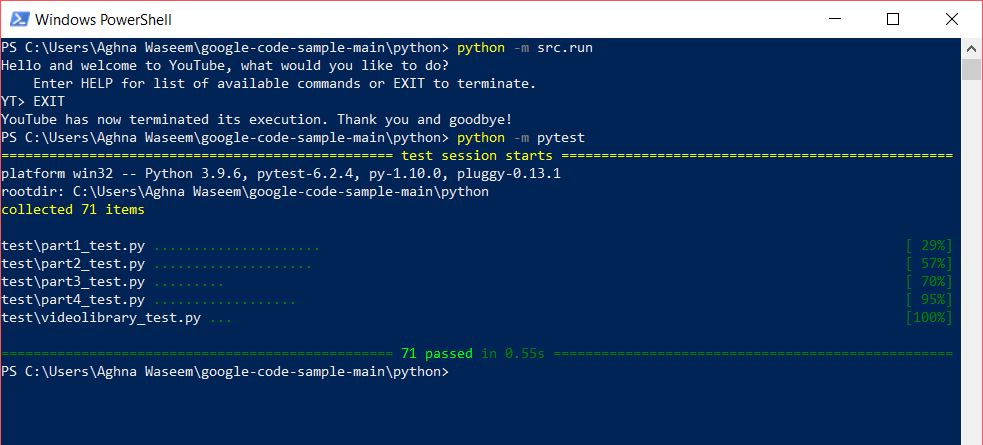 Windows PowerShell
PS C:\Users\Aghna Waseem\google-code-sample-main\python> python -m src.run
Hello and welcome to YouTube, what would you like to do?
    Enter HELP for list of available commands or EXIT to terminate.
YT> EXIT
YouTube has now terminated its execution. Thank you and goodbye!
PS C:\Users\Aghna Waseem\google-code-sample-main\python> python -m pytest
================================================= test session starts =================================================
platform win32 -- Python 3.9.6, pytest-6.2.4, py-1.10.0, pluggy-0.13.1
rootdir: C:\Users\Aghna Waseem\google-code-sample-main\python
collected 71 items

test\part1_test.py ..................... [ 29%]
test\part2_test.py .................... [ 57%]
test\part3_test.py ......... [ 70%]
test\part4_test.py .................. [ 95%]
test\videolibrary_test.py ... [100%]

================================================= 71 passed in 0.55s ==================================================
PS C:\Users\Aghna Waseem\google-code-sample-main\python>